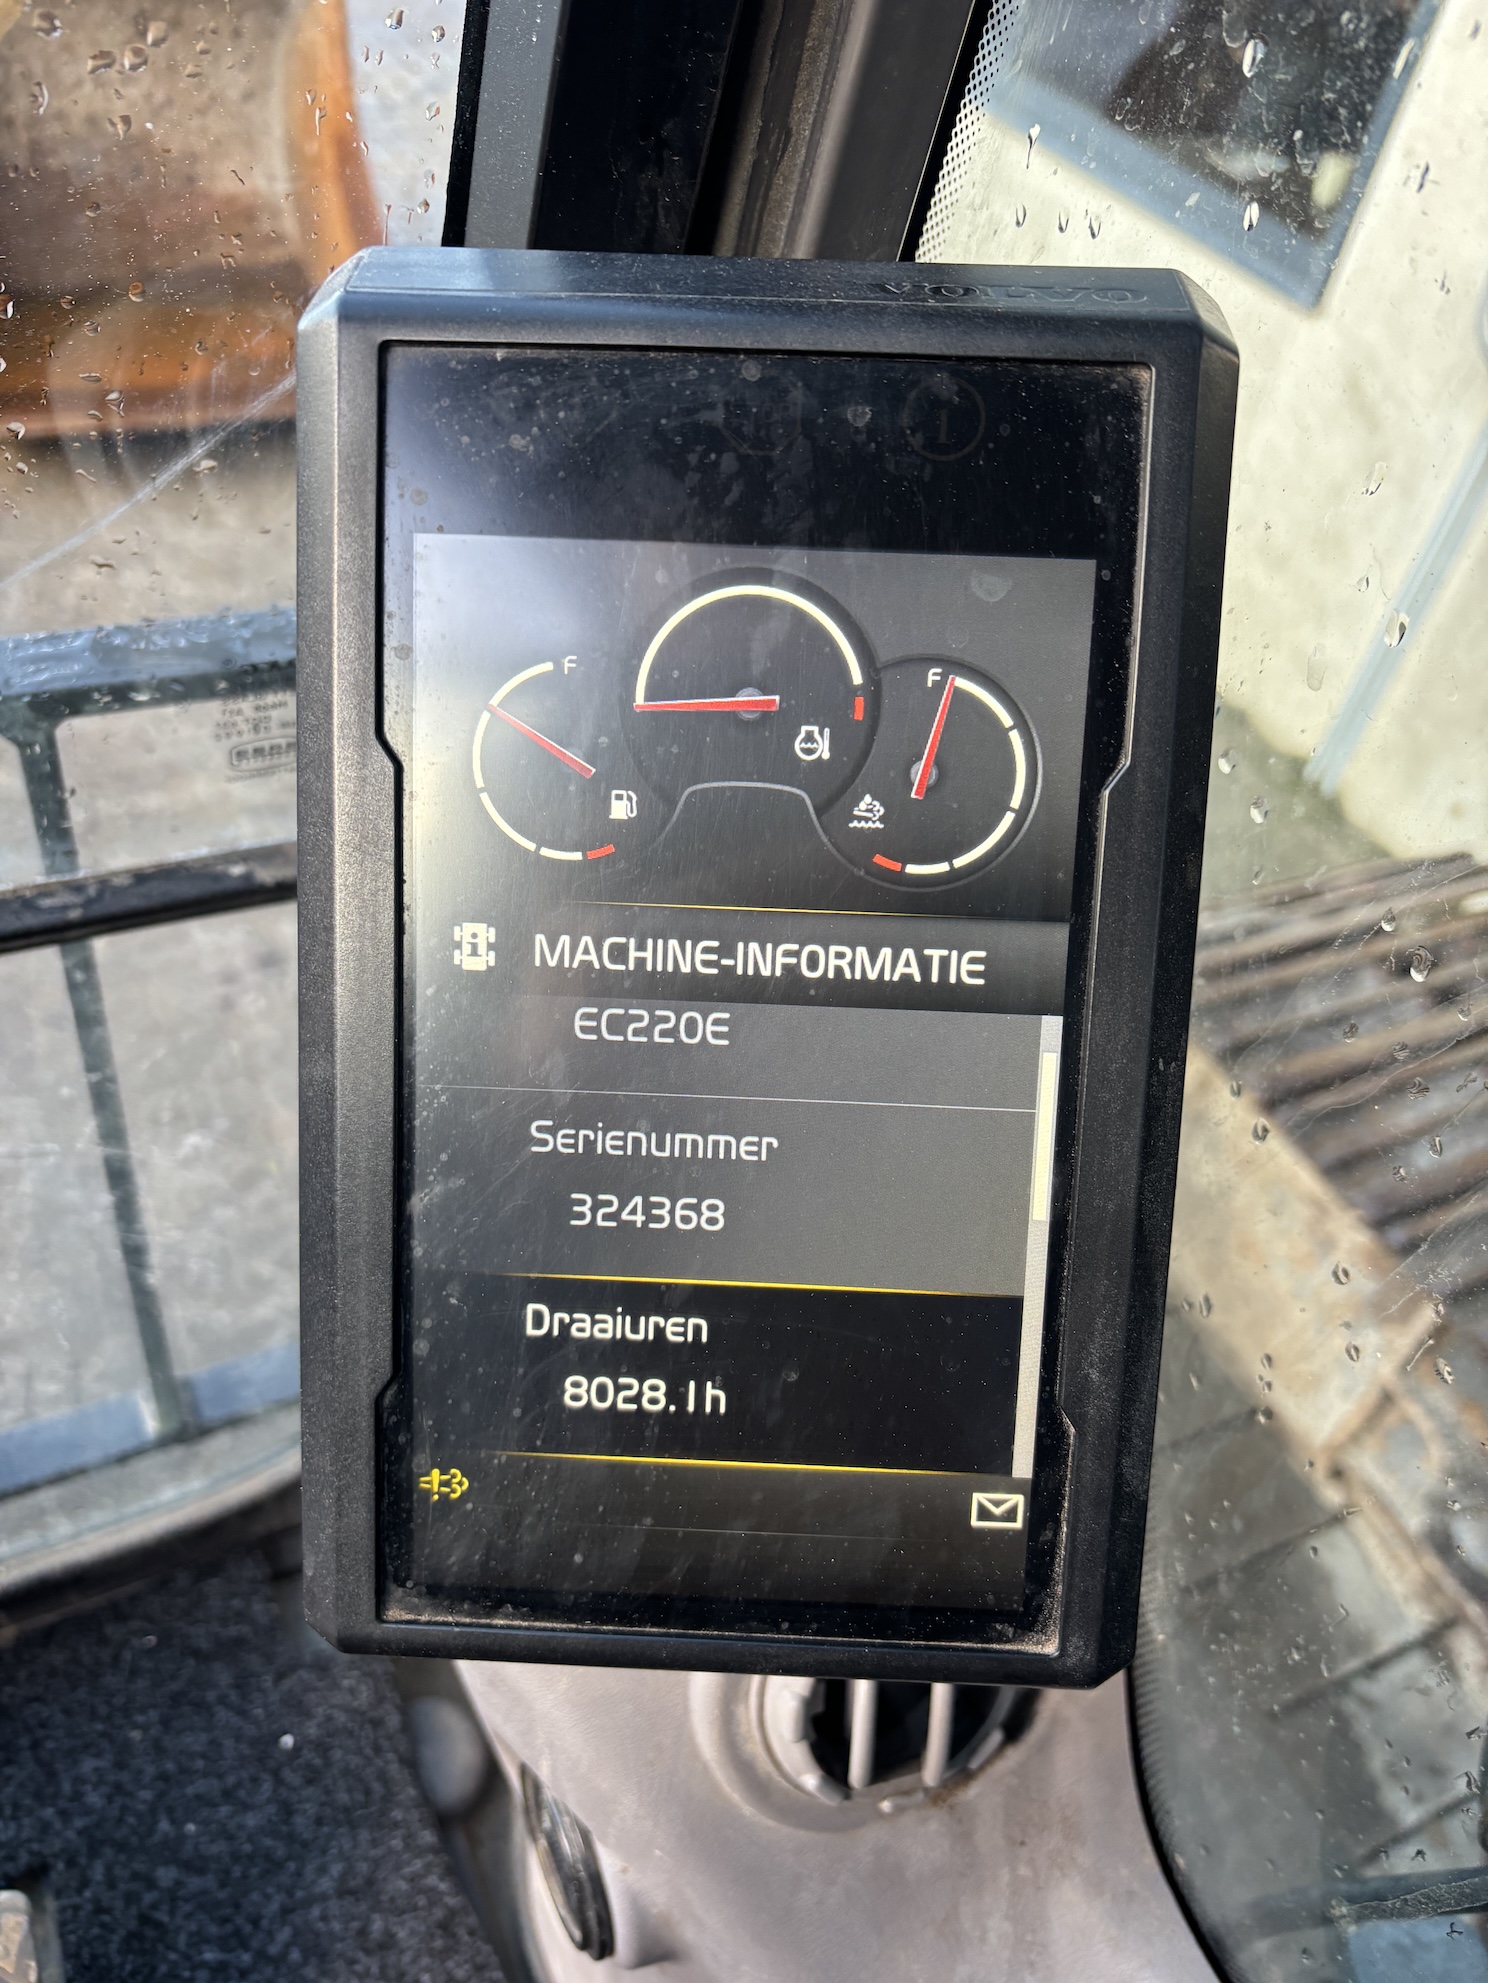 F
F
MACHINE-INFORMATIE
EC220E
Serienummer
324368
Draaiuren
8028.1h